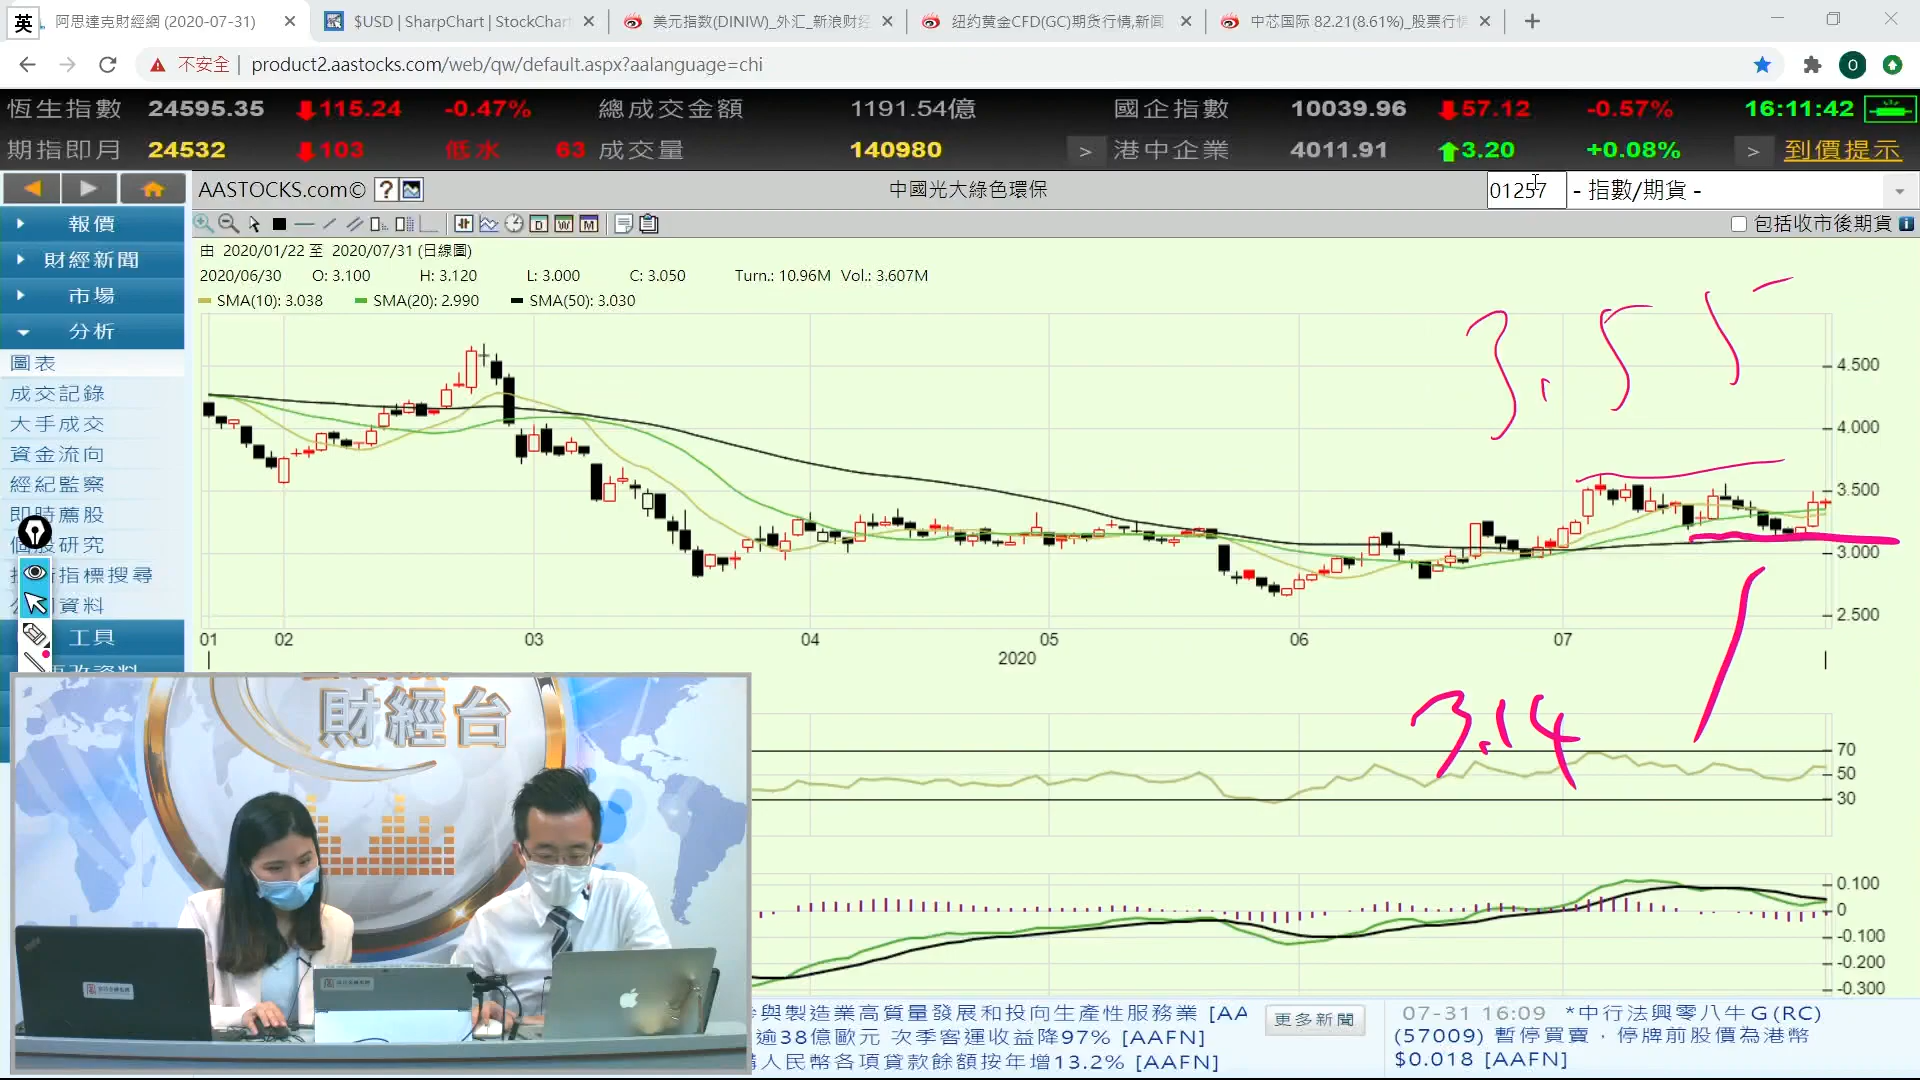 英
阿思達克財經網 (2020-07-31)
$USD | SharpChart | StockChar
美元指数(DINIW)_外汇_新浪财经
纽约黄金CFD(GC)期货行情,新闻
中芯国际 82.21(8.61%)_股票行情
不安全 | product2.aastocks.com/web/qw/default.aspx?aalanguage=chi
O
恆生指數 24595.35 115.24 -0.47% 總成交金額 1191.54億 國企指數 10039.96 57.12 -0.57% 16:11:42
期指即月 24532 103 低水 63 成交量 140980 > 港中企業 4011.91 3.20 +0.08% > 到價提示
AASTOCKS.com© ? 中國光大綠色環保 01257 - 指數/期貨 -
D W M 包括收市後期貨 i
報價
財經新聞
市場
分析
圖表
成交記錄
大手成交
資金流向
經紀監察
即時薦股
個股研究
指標搜尋
資料
工具
由 2020/01/22 至 2020/07/31 (日線圖)
2020/06/30 O: 3.100 H: 3.120 L: 3.000 C: 3.050 Turn.: 10.96M Vol.: 3.607M
SMA(10): 3.038 SMA(20): 2.990 SMA(50): 3.030
3.55
4.500
4.000
3.500
3.000
2.500
01 02 03 04 05 06 07
2020
3.14
70
50
30
0.100
0
-0.100
-0.200
-0.300
財經台
與製造業高質量發展和投向生產性服務業 [AA
逾38億歐元 次季客運收益降97% [AAFN]
人民幣各項貸款餘額按年增13.2% [AAFN]
更多新聞
07-31 16:09 *中行法興零八牛G(RC)
(57009) 暫停買賣，停牌前股價為港幣
$0.018 [AAFN]